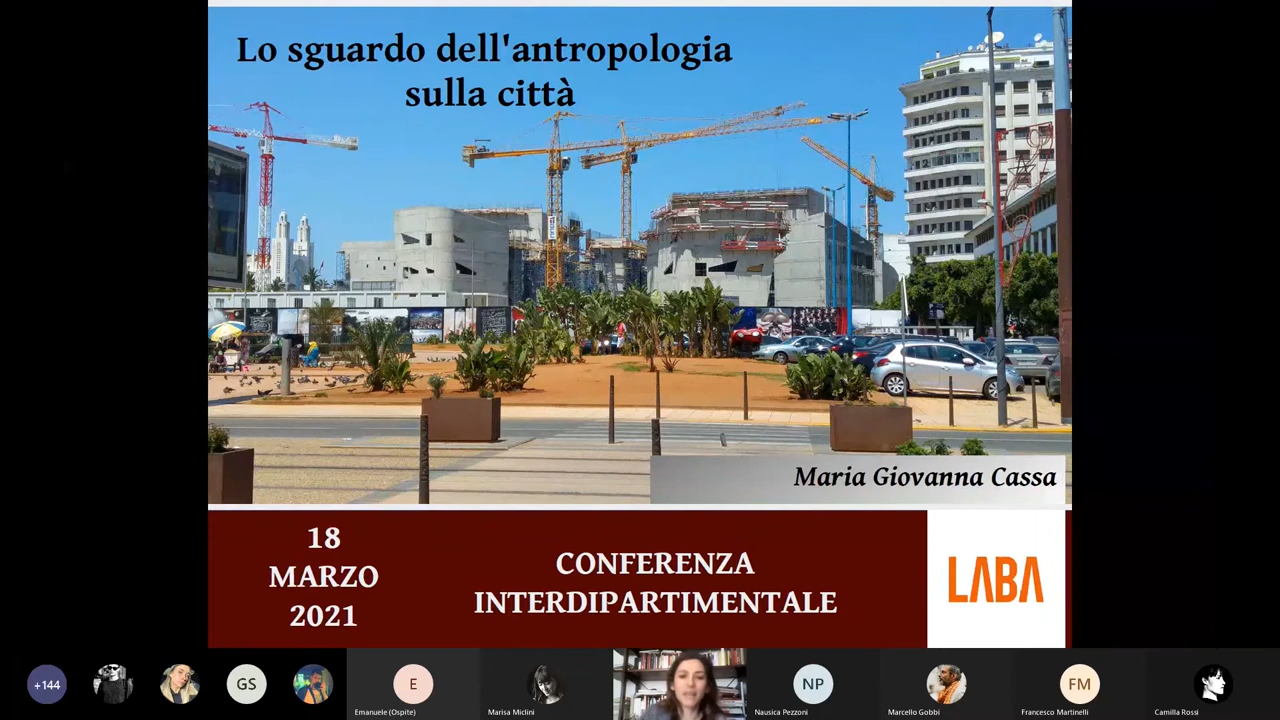 Lo sguardo dell'antropologia
sulla città
Maria Giovanna Cassa
18
MARZO
2021
CONFERENZA
INTERDIPARTIMENTALE
LABA
+144
GS
E
NP
FM
Emanuele (Ospite)
Marisa Miclini
Nausica Pezzoni
Marcello Gobbi
Francesco Martinelli
Camilla Rossi